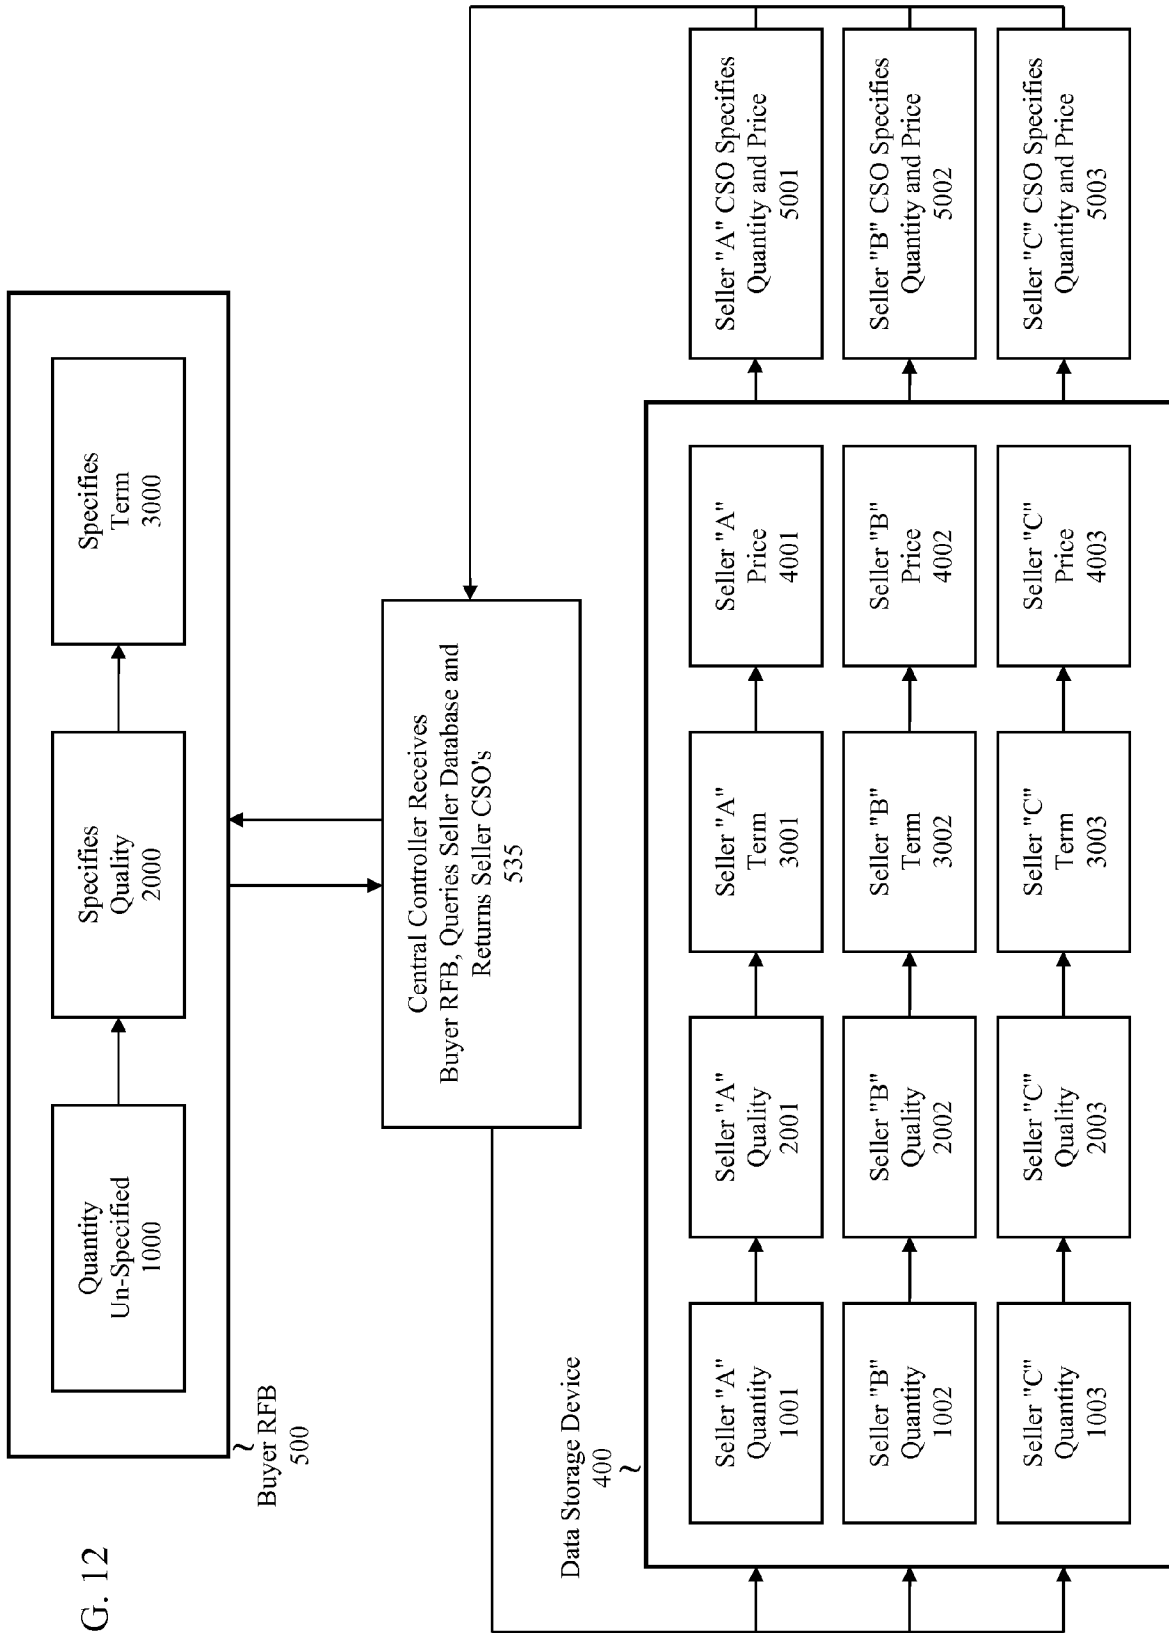 G. 12
Buyer RFB
500
Quantity
Un-Specified
1000
Specifies
Quality
2000
Specifies
Term
3000
Central Controller Receives
Buyer RFB, Queries Seller Database and
Returns Seller CSO's
535
Data Storage Device
400
Seller "A"
Quantity
1001
Seller "A"
Quality
2001
Seller "A"
Term
3001
Seller "A"
Price
4001
Seller "A" CSO Specifies
Quantity and Price
5001
Seller "B"
Quantity
1002
Seller "B"
Quality
2002
Seller "B"
Term
3002
Seller "B"
Price
4002
Seller "B" CSO Specifies
Quantity and Price
5002
Seller "C"
Quantity
1003
Seller "C"
Quality
2003
Seller "C"
Term
3003
Seller "C"
Price
4003
Seller "C" CSO Specifies
Quantity and Price
5003